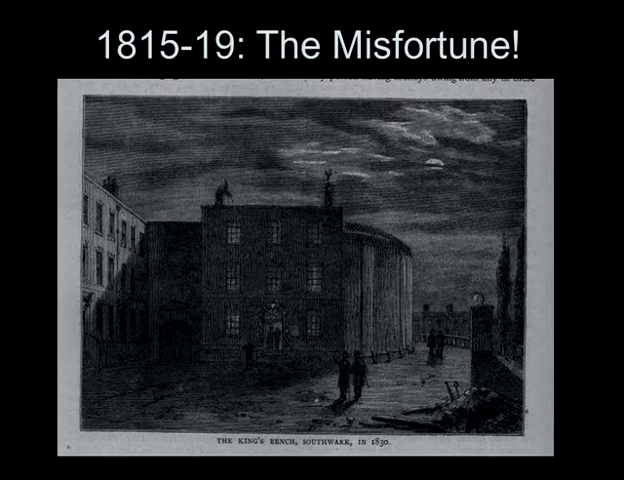 1815-19: The Misfortune!
THE KING'S BENCH, SOUTHWARK, IN 1830.